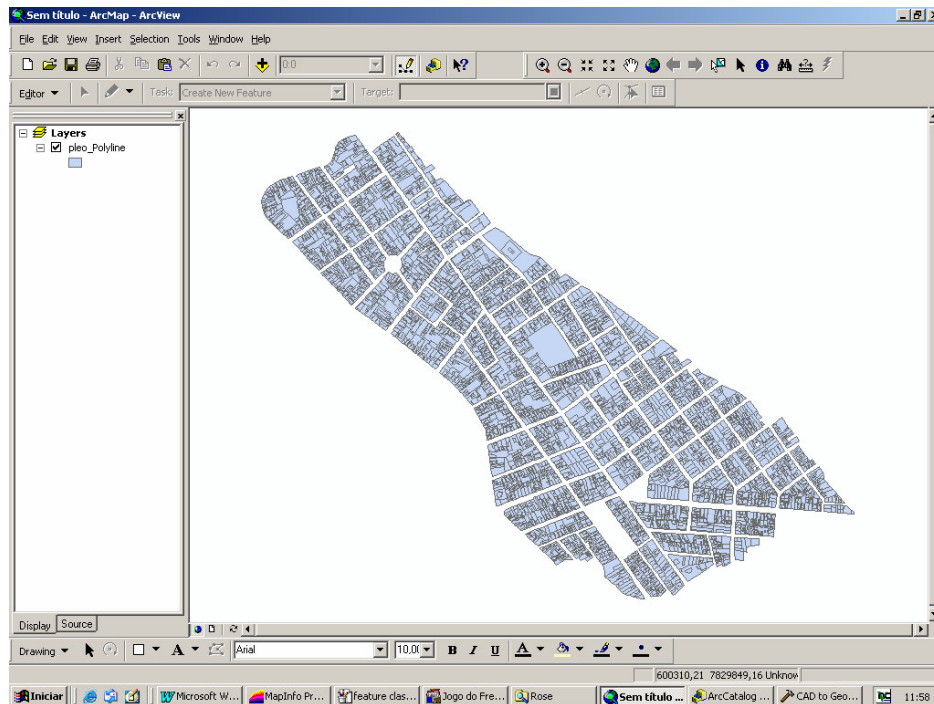 Sem título - ArcMap - ArcView
File Edit View Insert Selection Tools Window Help
0:0
Editor Task: Create New Feature Target:
Layers
pleo_Polyline
Display Source
Drawing A Arial 10,0( B I U A
600310,21 7829849,16 Unknow
Iniciar Microsoft W... MapInfo Pr... feature clas... Jogo do Fre... Rose Sem título ... ArcCatalog ... CAD to Geo... 11:58